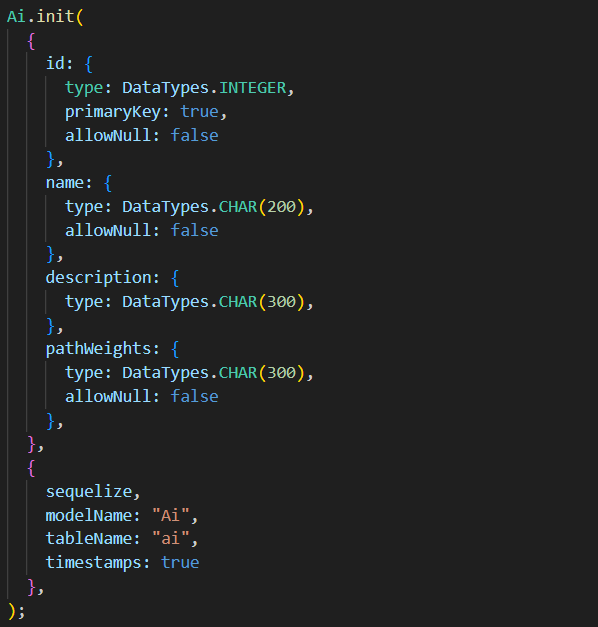 Ai.init(
  {
    id: {
      type: DataTypes.INTEGER,
      primaryKey: true,
      allowNull: false
    },
    name: {
      type: DataTypes.CHAR(200),
      allowNull: false
    },
    description: {
      type: DataTypes.CHAR(300),
    },
    pathWeights: {
      type: DataTypes.CHAR(300),
      allowNull: false
    },
  },
  {
    sequelize,
    modelName: "Ai",
    tableName: "ai",
    timestamps: true
  },
);